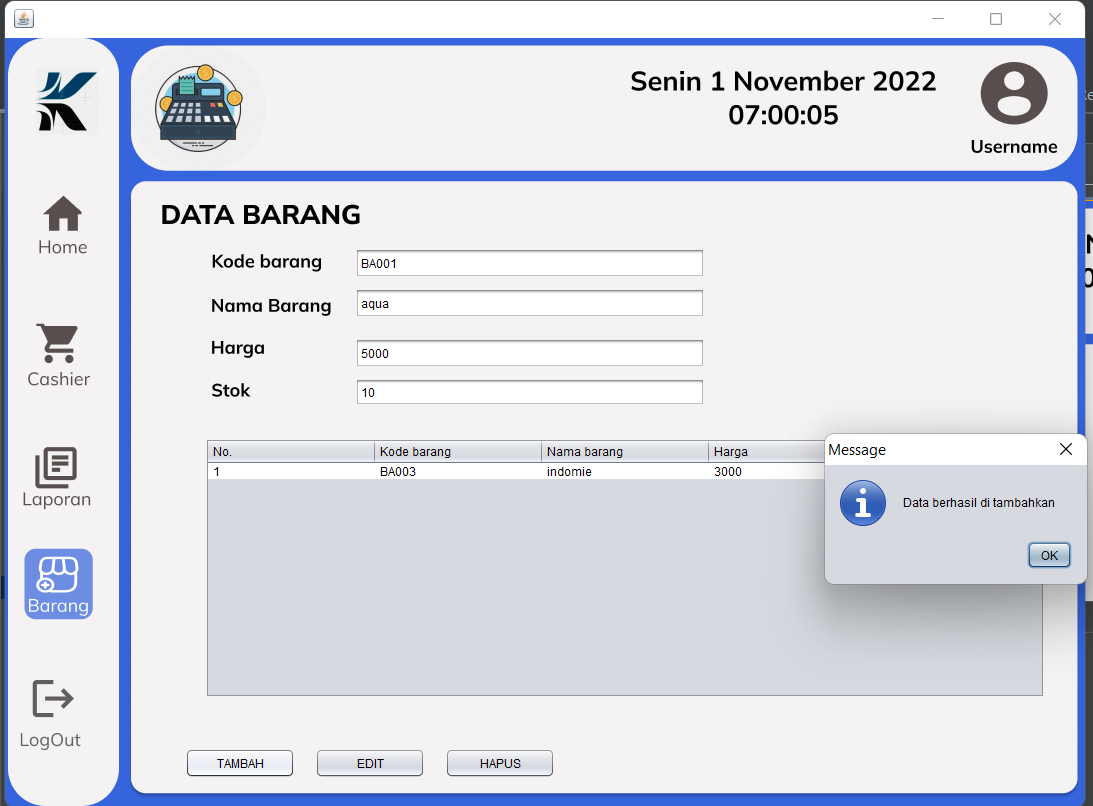 Senin 1 November 2022
07:00:05
Username
Home
Cashier
Laporan
Barang
LogOut
DATA BARANG
Kode barang BA001
Nama Barang aqua
Harga 5000
Stok 10
No. Kode barang Nama barang Harga
1 BA003 indomie 3000
Message
Data berhasil di tambahkan
OK
TAMBAH EDIT HAPUS